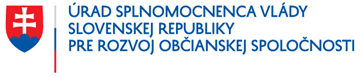 ÚRAD SPLNOMOCNENCA VLÁDY
SLOVENSKEJ REPUBLIKY
PRE ROZVOJ OBČIANSKEJ SPOLOČNOSTI